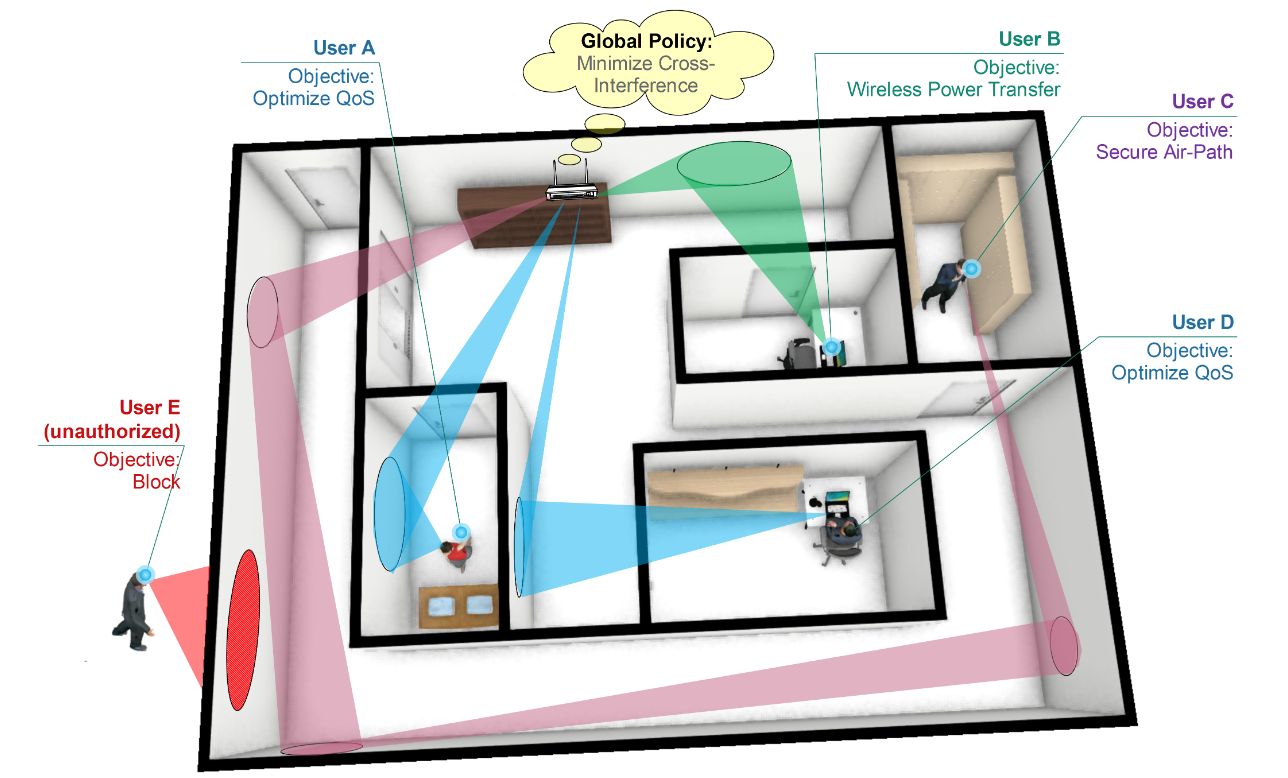 User A
Objective:
Optimize QoS
Global Policy:
Minimize Cross-
Interference
User B
Objective:
Wireless Power Transfer
User C
Objective:
Secure Air-Path
User D
Objective:
Optimize QoS
User E
(unauthorized)
Objective:
Block